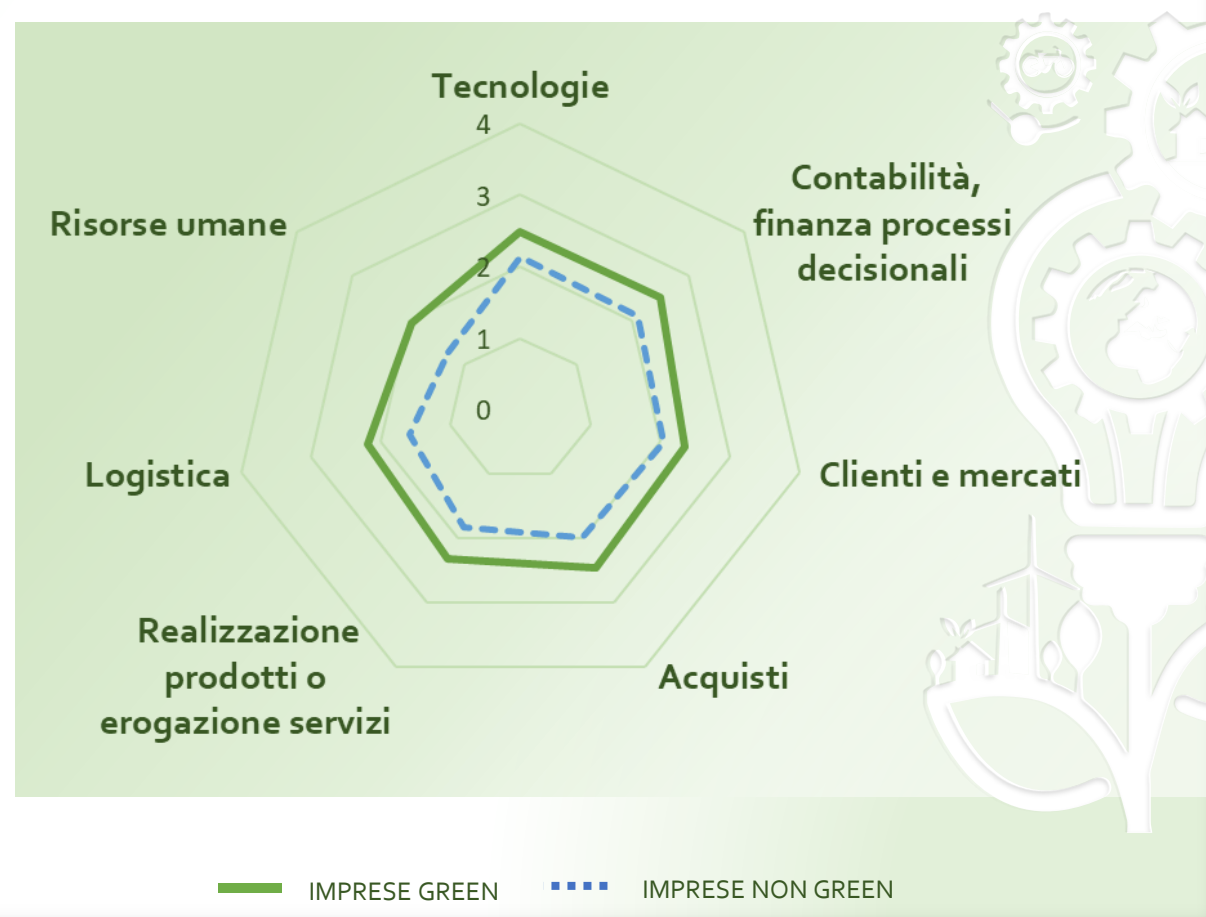 Tecnologie
4
Contabilità,
3
Risorse umane
finanza processi
2
decisionali
1
0
Logistica
Clienti e mercati
Realizzazione
prodotti o
erogazione servizi
Acquisti
IMPRESE GREEN
IMPRESE NON GREEN